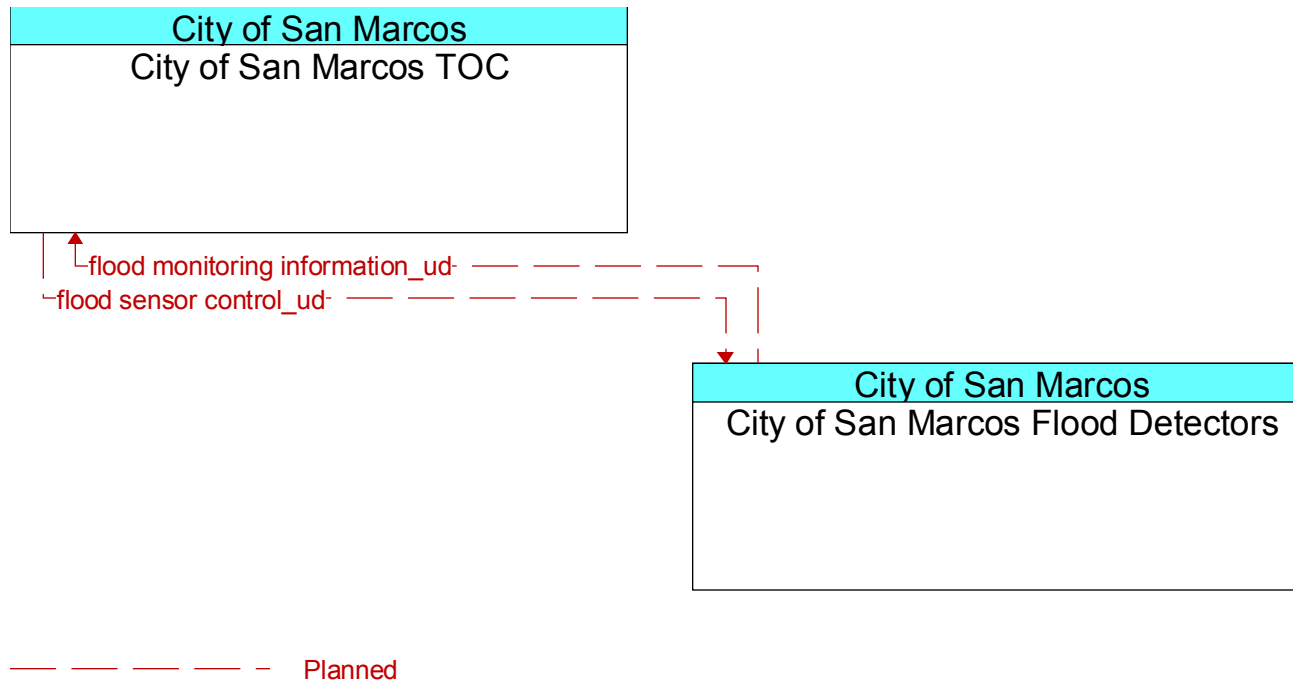 City of San Marcos
City of San Marcos TOC
flood monitoring information_ud
flood sensor control_ud
City of San Marcos
City of San Marcos Flood Detectors
Planned